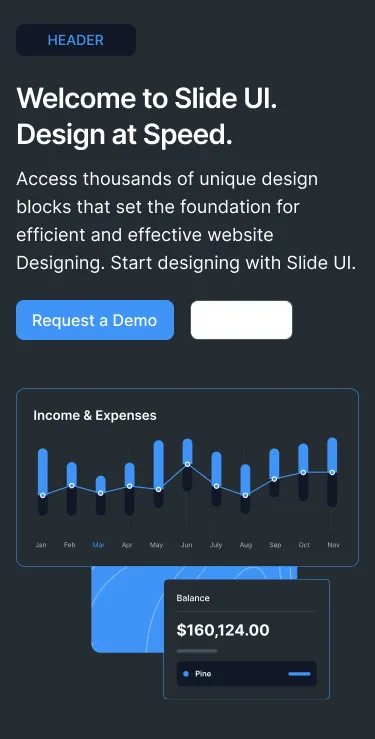 HEADER
Welcome to Slide UI.
Design at Speed.
Access thousands of unique design
blocks that set the foundation for
efficient and effective website
Designing. Start designing with Slide UI.
Request a Demo
Income & Expenses
Jan Feb Mar Apr May Jun July Aug Sep Oct Nov
Balance
$160,124.00
Pine